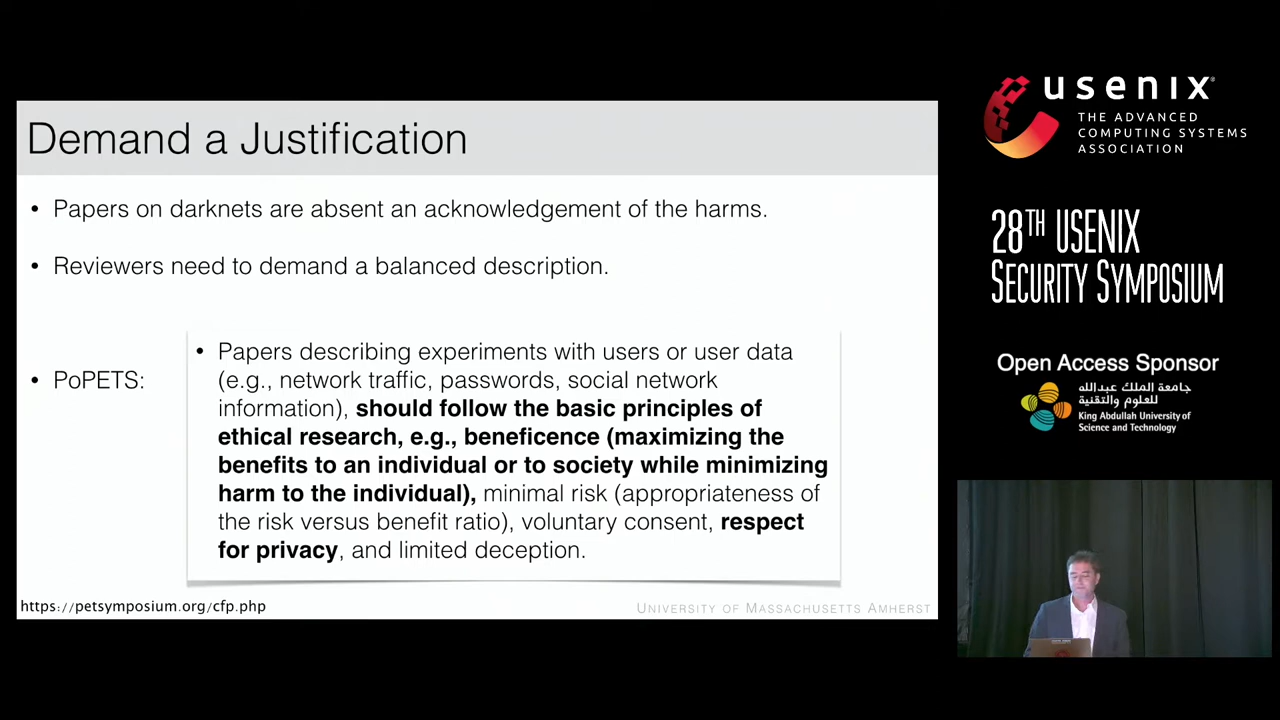 Demand a Justification
• Papers on darknets are absent an acknowledgement of the harms.
• Reviewers need to demand a balanced description.
• PoPETS:
• Papers describing experiments with users or user data
(e.g., network traffic, passwords, social network
information), should follow the basic principles of
ethical research, e.g., beneficence (maximizing the
benefits to an individual or to society while minimizing
harm to the individual), minimal risk (appropriateness of
the risk versus benefit ratio), voluntary consent, respect
for privacy, and limited deception.
https://petsymposium.org/cfp.php
UNIVERSITY OF MASSACHUSETTS AMHERST
usenix
THE ADVANCED
COMPUTING SYSTEMS
ASSOCIATION
28TH USENIX
SECURITY SYMPOSIUM
Open Access Sponsor
جامعة الملك عبدالله
للعلوم والتقنية
King Abdullah University of
Science and Technology